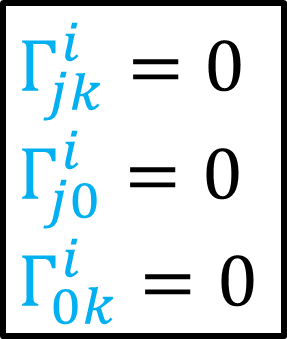 Γ^i_{jk} = 0
Γ^i_{j0} = 0
Γ^i_{0k} = 0